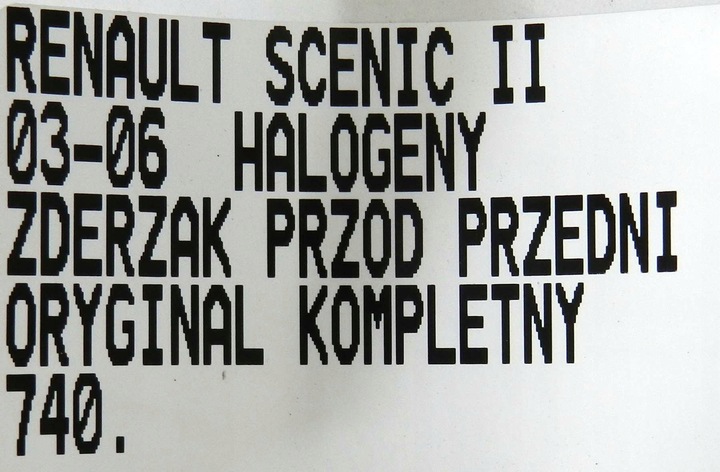 RENAULT SCENIC II
03-06 HALOGENY
ZDERZAK PRZOD PRZEDNI
ORYGINAL KOMPLETNY
740.